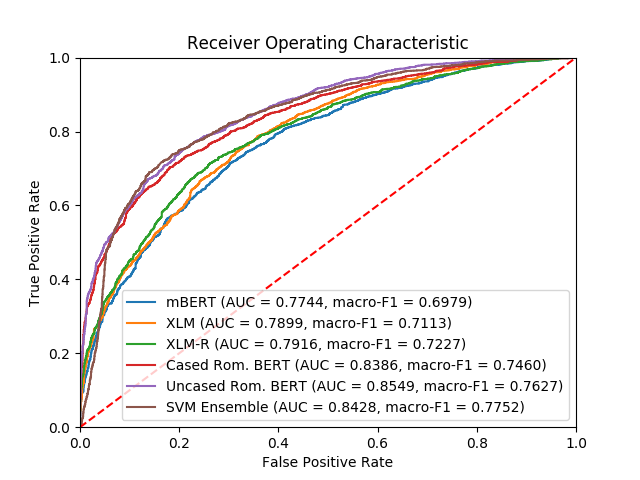 Receiver Operating Characteristic
True Positive Rate
1.0
0.8
0.6
0.4
0.2
0.0
mBERT (AUC = 0.7744, macro-F1 = 0.6979)
XLM (AUC = 0.7899, macro-F1 = 0.7113)
XLM-R (AUC = 0.7916, macro-F1 = 0.7227)
Cased Rom. BERT (AUC = 0.8386, macro-F1 = 0.7460)
Uncased Rom. BERT (AUC = 0.8549, macro-F1 = 0.7627)
SVM Ensemble (AUC = 0.8428, macro-F1 = 0.7752)
0.0 0.2 0.4 0.6 0.8 1.0
False Positive Rate